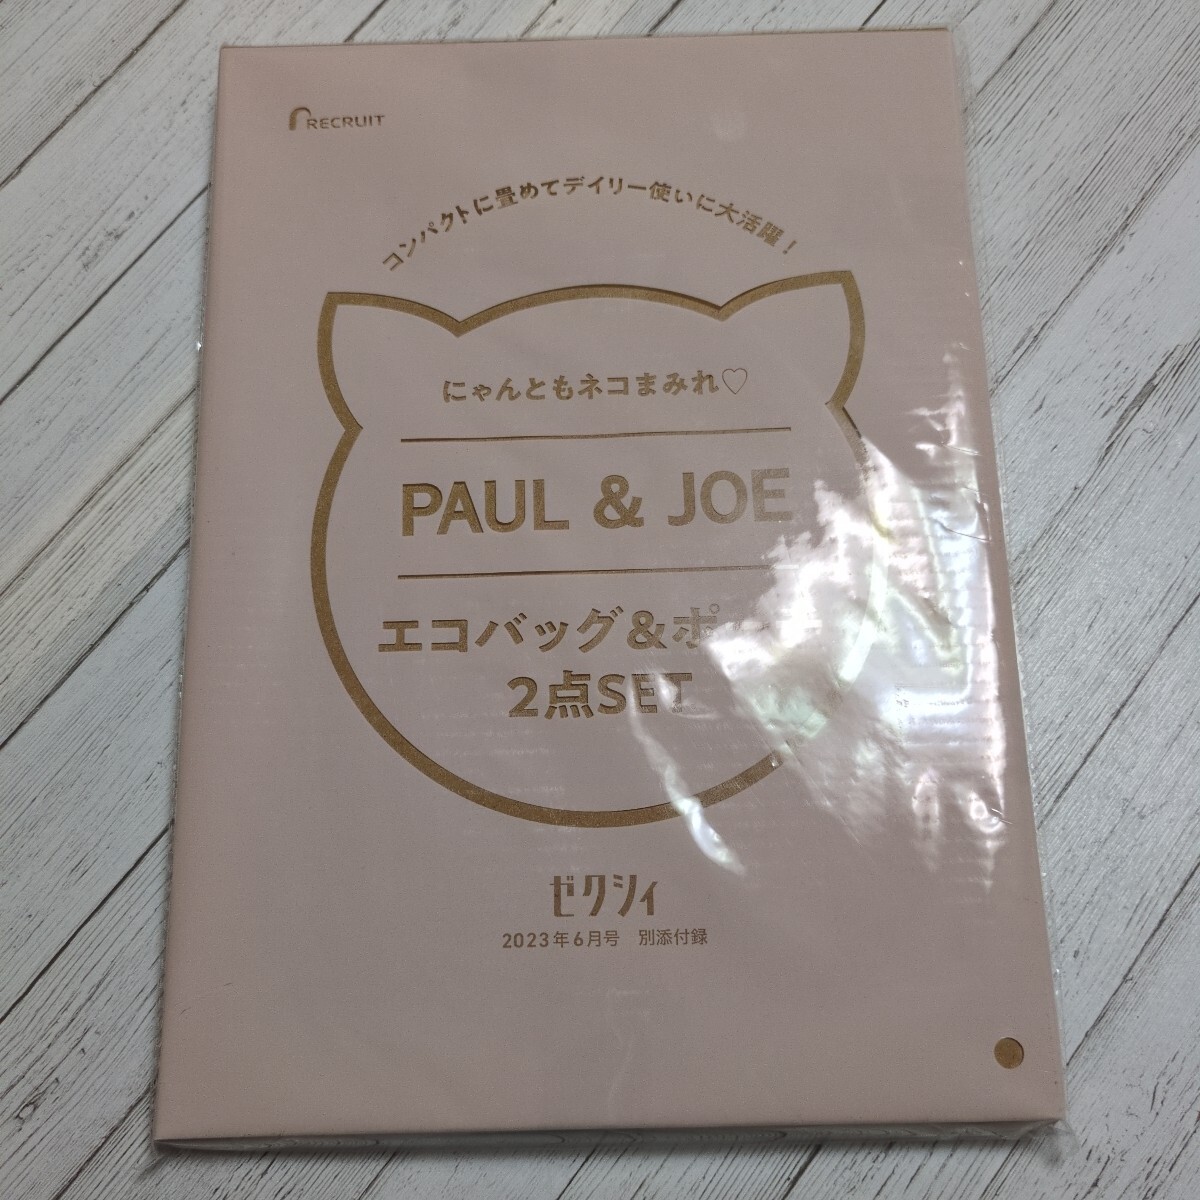 RECRUIT
コンパクトに畳めてデイリー使いに大活躍!
にゃんともネコまみれ♡
PAUL & JOE
エコバッグ&ポ
2点SET
ゼクシィ
2023年6月号 別添付録